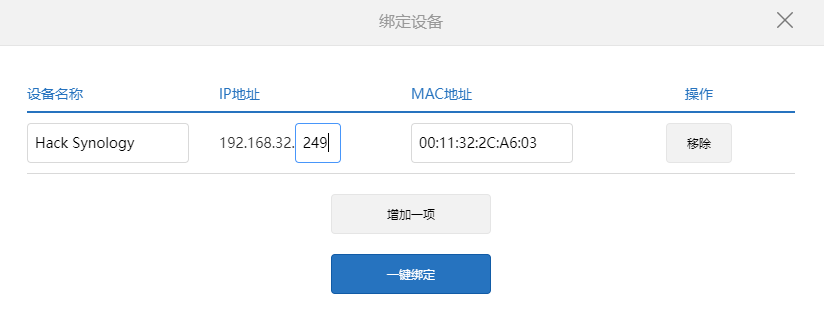 绑定设备
设备名称 IP地址 MAC地址 操作
Hack Synology 192.168.32. 249 00:11:32:2C:A6:03 移除
增加一项
一键绑定